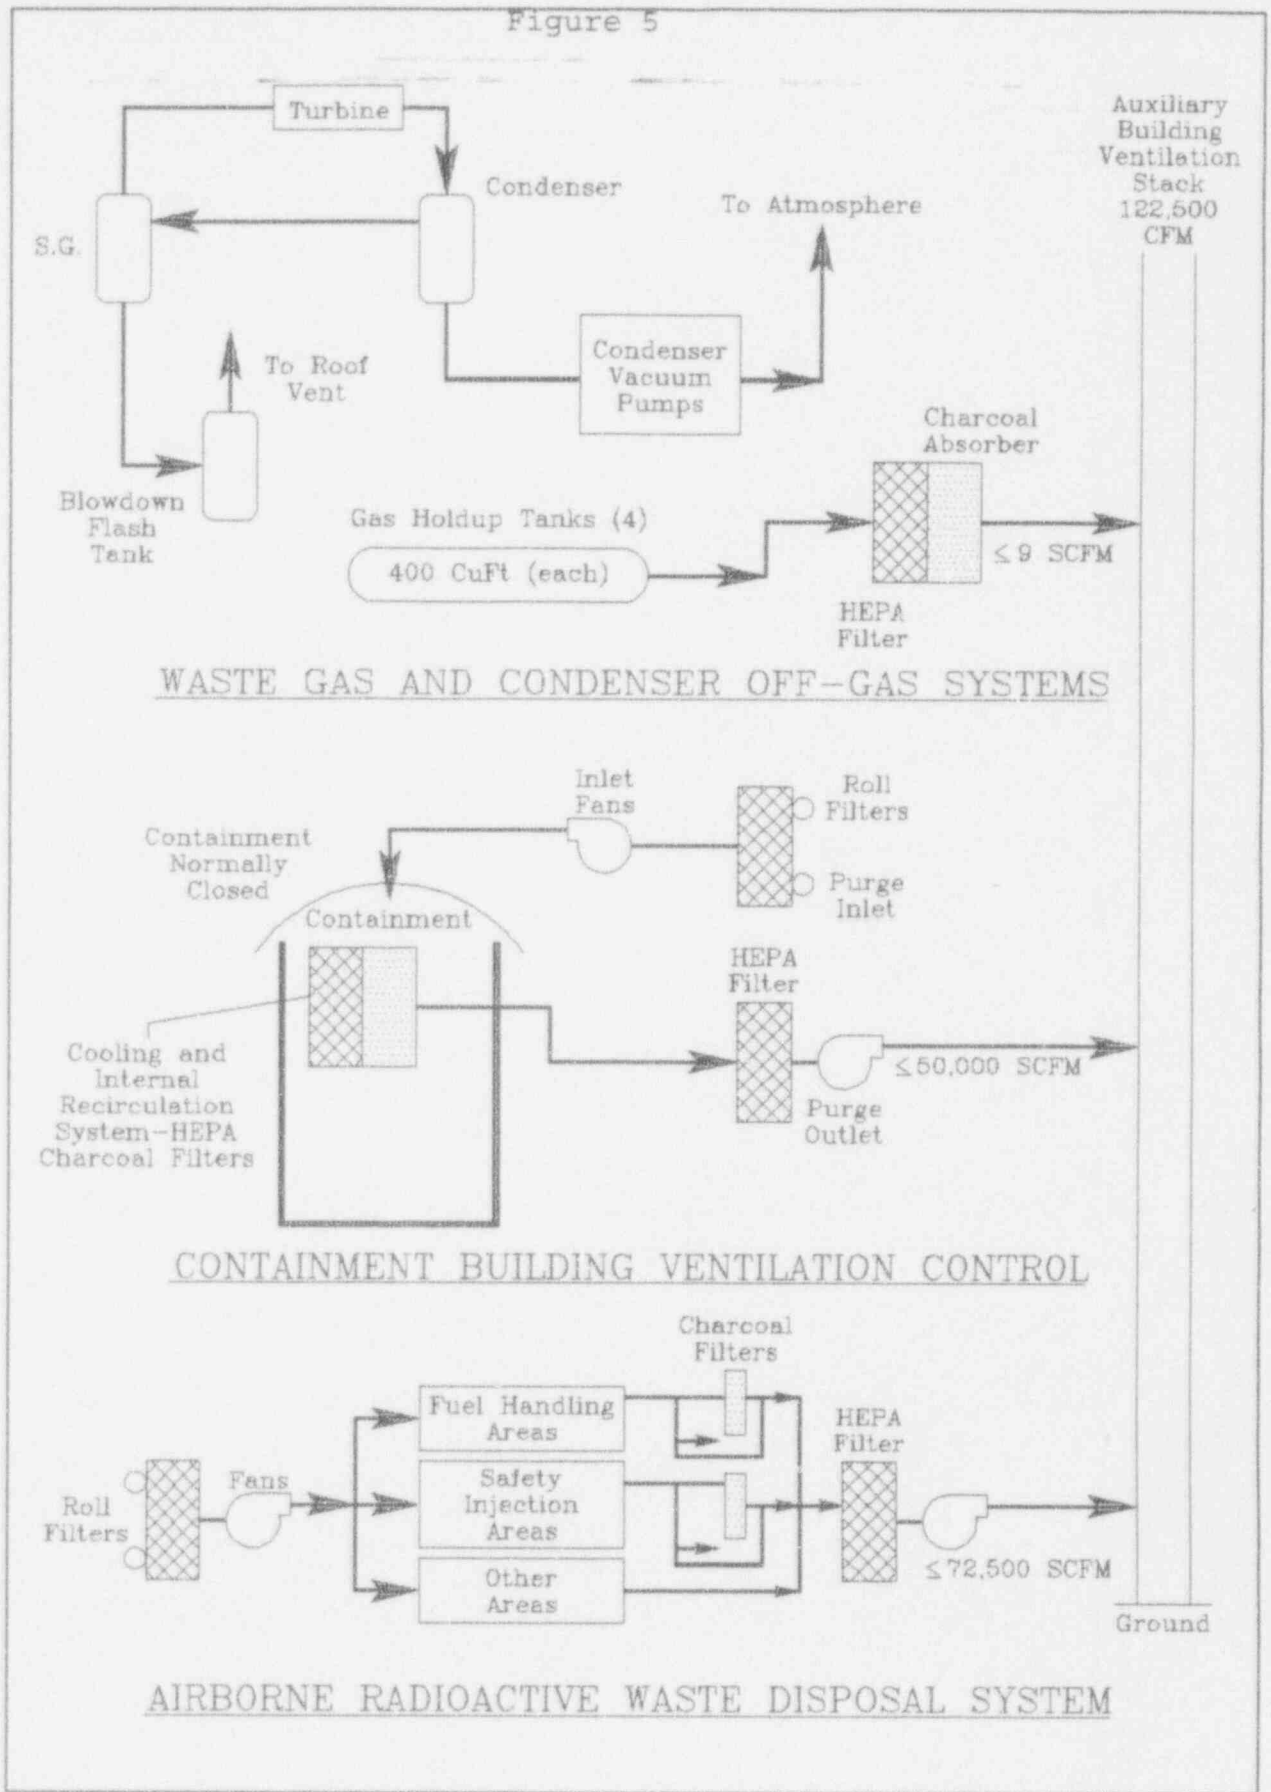 Figure 5
Turbine
Auxiliary
Building
Ventilation
Stack
122,500
CFM
Condenser
To Atmosphere
S.G.
To Roof
Vent
Condenser
Vacuum
Pumps
Charcoal
Absorber
Blowdown
Flash
Tank
Gas Holdup Tanks (4)
400 CuFt (each)
≤9 SCFM
HEPA
Filter
WASTE GAS AND CONDENSER OFF-GAS SYSTEMS
Inlet
Fans
Roll
Filters
Containment
Normally
Closed
Purge
Inlet
Containment
HEPA
Filter
Cooling and
Internal
Recirculation
System-HEPA
Charcoal Filters
≤50,000 SCFM
Purge
Outlet
CONTAINMENT BUILDING VENTILATION CONTROL
Charcoal
Filters
Fuel Handling
Areas
HEPA
Filter
Roll
Filters
Fans
Safety
Injection
Areas
≤72,500 SCFM
Other
Areas
Ground
AIRBORNE RADIOACTIVE WASTE DISPOSAL SYSTEM